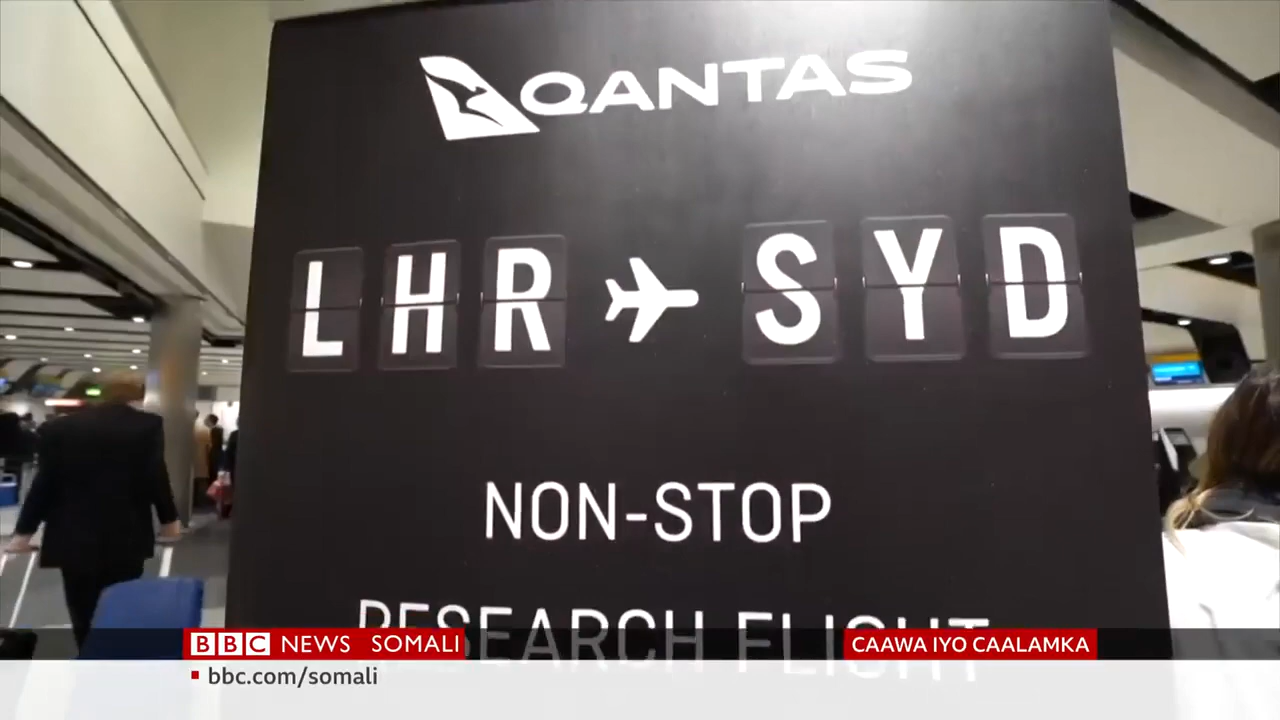 QANTAS
LHR SYD
NON-STOP
RESEARCH FLIGHT
BBC NEWS SOMALI
CAAWA IYO CAALAMKA
bbc.com/somali